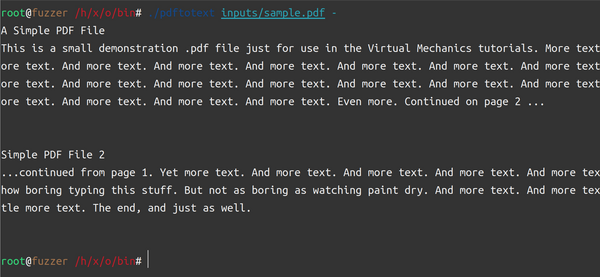 root@fuzzer /h/x/o/bin# ./pdftotext inputs/sample.pdf -
A Simple PDF File
This is a small demonstration .pdf file just for use in the Virtual Mechanics tutorials. More text
ore text. And more text. And more text. And more text. And more text. And more text. And more text
ore text. And more text. And more text. And more text. And more text. And more text. And more text
ore text. And more text. And more text. And more text. Even more. Continued on page 2 ...
Simple PDF File 2
...continued from page 1. Yet more text. And more text. And more text. And more text. And more tex
how boring typing this stuff. But not as boring as watching paint dry. And more text. And more tex
tle more text. The end, and just as well.
root@fuzzer /h/x/o/bin#